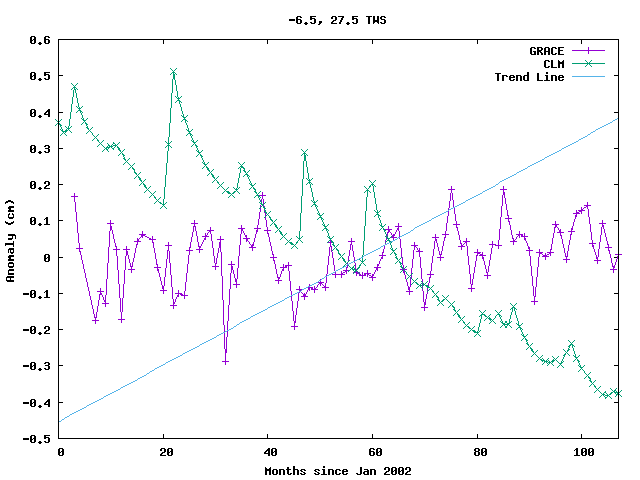 -6.5, 27.5 TWS
GRACE
CLM
Trend Line
0.6
0.5
0.4
0.3
0.2
0.1
0
-0.1
-0.2
-0.3
-0.4
-0.5
Anomaly (cm)
0 20 40 60 80 100
Months since Jan 2002